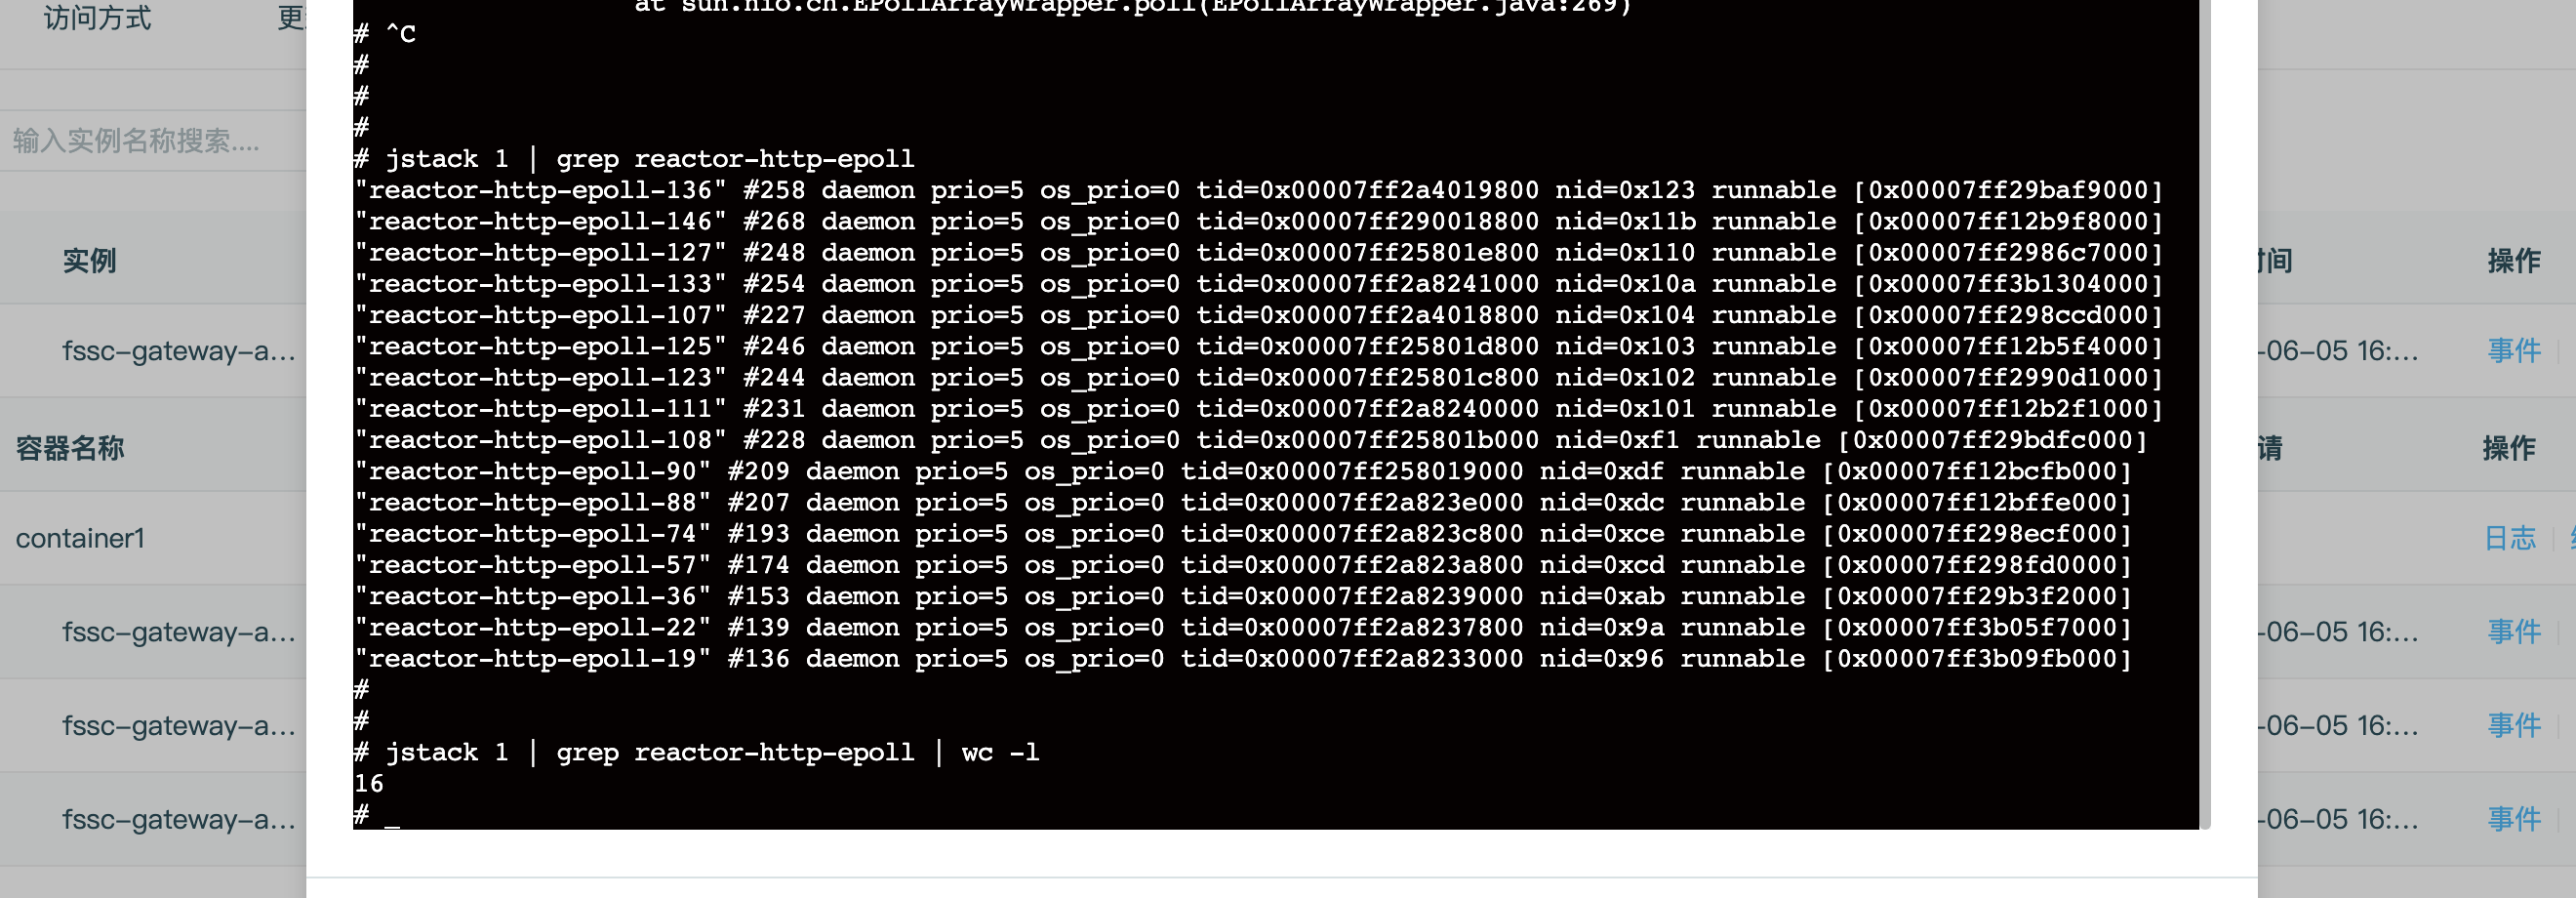 访问方式
at sun.nio.ch.EPollArrayWrapper.poll(EPollArrayWrapper.java:269)
# ^C
#
#
#
输入实例名称搜索....
# jstack 1 | grep reactor-http-epoll
"reactor-http-epoll-136" #258 daemon prio=5 os_prio=0 tid=0x00007ff2a4019800 nid=0x123 runnable [0x00007ff29baf9000]
"reactor-http-epoll-146" #268 daemon prio=5 os_prio=0 tid=0x00007ff290018800 nid=0x11b runnable [0x00007ff12b9f8000]
"reactor-http-epoll-127" #248 daemon prio=5 os_prio=0 tid=0x00007ff25801e800 nid=0x110 runnable [0x00007ff2986c7000]
"reactor-http-epoll-133" #254 daemon prio=5 os_prio=0 tid=0x00007ff2a8241000 nid=0x10a runnable [0x00007ff3b1304000]
"reactor-http-epoll-107" #227 daemon prio=5 os_prio=0 tid=0x00007ff2a4018800 nid=0x104 runnable [0x00007ff298ccd000]
"reactor-http-epoll-125" #246 daemon prio=5 os_prio=0 tid=0x00007ff25801d800 nid=0x103 runnable [0x00007ff12b5f4000]
"reactor-http-epoll-123" #244 daemon prio=5 os_prio=0 tid=0x00007ff25801c800 nid=0x102 runnable [0x00007ff2990d1000]
"reactor-http-epoll-111" #231 daemon prio=5 os_prio=0 tid=0x00007ff2a8240000 nid=0x101 runnable [0x00007ff12b2f1000]
"reactor-http-epoll-108" #228 daemon prio=5 os_prio=0 tid=0x00007ff25801b000 nid=0xf1 runnable [0x00007ff29bdfc000]
"reactor-http-epoll-90" #209 daemon prio=5 os_prio=0 tid=0x00007ff258019000 nid=0xdf runnable [0x00007ff12bcfb000]
"reactor-http-epoll-88" #207 daemon prio=5 os_prio=0 tid=0x00007ff2a823e000 nid=0xdc runnable [0x00007ff12bffe000]
"reactor-http-epoll-74" #193 daemon prio=5 os_prio=0 tid=0x00007ff2a823c800 nid=0xce runnable [0x00007ff298ecf000]
"reactor-http-epoll-57" #174 daemon prio=5 os_prio=0 tid=0x00007ff2a823a800 nid=0xcd runnable [0x00007ff298fd0000]
"reactor-http-epoll-36" #153 daemon prio=5 os_prio=0 tid=0x00007ff2a8239000 nid=0xab runnable [0x00007ff29b3f2000]
"reactor-http-epoll-22" #139 daemon prio=5 os_prio=0 tid=0x00007ff2a8237800 nid=0x9a runnable [0x00007ff3b05f7000]
"reactor-http-epoll-19" #136 daemon prio=5 os_prio=0 tid=0x00007ff2a8233000 nid=0x96 runnable [0x00007ff3b09fb000]
#
#
# jstack 1 | grep reactor-http-epoll | wc -l
16
# _
实例
间 操作
fssc-gateway-a...
-06-05 16:... 事件
容器名称
请 操作
container1
日志
fssc-gateway-a...
-06-05 16:... 事件
fssc-gateway-a...
-06-05 16:... 事件
fssc-gateway-a...
-06-05 16:... 事件